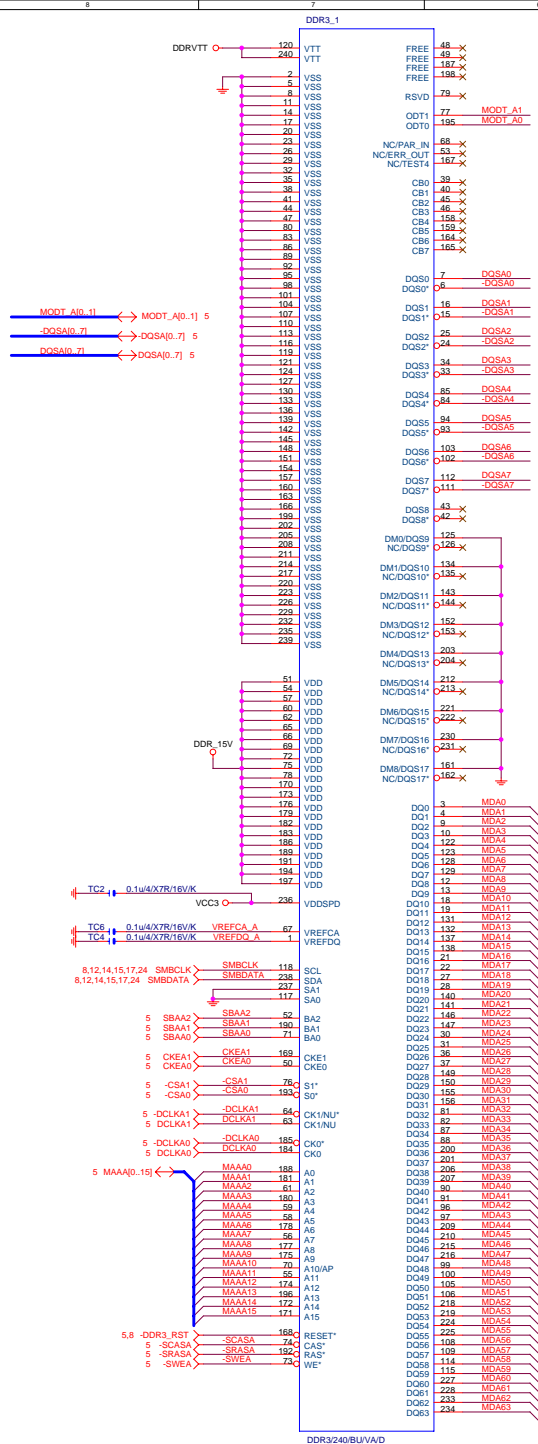 8
7
DDR3_1
DDRVTT
120 VTT
240 VTT
2 VSS
5 VSS
8 VSS
11 VSS
14 VSS
17 VSS
20 VSS
23 VSS
26 VSS
29 VSS
32 VSS
35 VSS
38 VSS
41 VSS
44 VSS
47 VSS
80 VSS
83 VSS
86 VSS
89 VSS
92 VSS
95 VSS
98 VSS
101 VSS
104 VSS
107 VSS
110 VSS
113 VSS
116 VSS
119 VSS
121 VSS
124 VSS
127 VSS
130 VSS
133 VSS
136 VSS
139 VSS
142 VSS
145 VSS
148 VSS
151 VSS
154 VSS
157 VSS
160 VSS
163 VSS
166 VSS
199 VSS
202 VSS
205 VSS
208 VSS
211 VSS
214 VSS
217 VSS
220 VSS
223 VSS
226 VSS
229 VSS
232 VSS
235 VSS
239 VSS
MODT_A[0..1] MODT_A[0..1] 5
-DQSA[0..7] -DQSA[0..7] 5
DQSA[0..7] DQSA[0..7] 5
DDR_15V
51 VDD
54 VDD
57 VDD
60 VDD
62 VDD
65 VDD
66 VDD
69 VDD
72 VDD
75 VDD
78 VDD
170 VDD
173 VDD
176 VDD
179 VDD
182 VDD
183 VDD
186 VDD
189 VDD
191 VDD
194 VDD
197 VDD
TC2 0.1u/4/X7R/16V/K
VCC3 236 VDDSPD
TC6 0.1u/4/X7R/16V/K VREFCA_A 67 VREFCA
TC4 0.1u/4/X7R/16V/K VREFDQ_A 1 VREFDQ
8,12,14,15,17,24 SMBCLK SMBCLK 118 SCL
8,12,14,15,17,24 SMBDATA SMBDATA 238 SDA
237 SA1
117 SA0
5 SBAA2 SBAA2 52 BA2
5 SBAA1 SBAA1 190 BA1
5 SBAA0 SBAA0 71 BA0
5 CKEA1 CKEA1 169 CKE1
5 CKEA0 CKEA0 50 CKE0
5 -CSA1 -CSA1 76 S1*
5 -CSA0 -CSA0 193 S0*
5 -DCLKA1 -DCLKA1 64 CK1/NU*
5 DCLKA1 DCLKA1 63 CK1/NU
5 -DCLKA0 -DCLKA0 185 CK0*
5 DCLKA0 DCLKA0 184 CK0
5 MAAA[0..15]
MAAA0 188 A0
MAAA1 181 A1
MAAA2 61 A2
MAAA3 180 A3
MAAA4 59 A4
MAAA5 58 A5
MAAA6 178 A6
MAAA7 56 A7
MAAA8 177 A8
MAAA9 175 A9
MAAA10 70 A10/AP
MAAA11 55 A11
MAAA12 174 A12
MAAA13 196 A13
MAAA14 172 A14
MAAA15 171 A15
5,8 -DDR3_RST 168 RESET*
5 -SCASA -SCASA 74 CAS*
5 -SRASA -SRASA 192 RAS*
5 -SWEA -SWEA 73 WE*
FREE 48
FREE 49
FREE 187
FREE 198
RSVD 79
ODT1 77 MODT_A1
ODT0 195 MODT_A0
NC/PAR_IN 68
NC/ERR_OUT 53
NC/TEST4 167
CB0 39
CB1 40
CB2 45
CB3 46
CB4 158
CB5 159
CB6 164
CB7 165
DQS0 7 DQSA0
DQS0* 6 -DQSA0
DQS1 16 DQSA1
DQS1* 15 -DQSA1
DQS2 25 DQSA2
DQS2* 24 -DQSA2
DQS3 34 DQSA3
DQS3* 33 -DQSA3
DQS4 85 DQSA4
DQS4* 84 -DQSA4
DQS5 94 DQSA5
DQS5* 93 -DQSA5
DQS6 103 DQSA6
DQS6* 102 -DQSA6
DQS7 112 DQSA7
DQS7* 111 -DQSA7
DQS8 43
DQS8* 42
DM0/DQS9 125
NC/DQS9* 126
DM1/DQS10 134
NC/DQS10* 135
DM2/DQS11 143
NC/DQS11* 144
DM3/DQS12 152
NC/DQS12* 153
DM4/DQS13 203
NC/DQS13* 204
DM5/DQS14 212
NC/DQS14* 213
DM6/DQS15 221
NC/DQS15* 222
DM7/DQS16 230
NC/DQS16* 231
DM8/DQS17 161
NC/DQS17* 162
DQ0 3 MDA0
DQ1 4 MDA1
DQ2 9 MDA2
DQ3 10 MDA3
DQ4 122 MDA4
DQ5 123 MDA5
DQ6 128 MDA6
DQ7 129 MDA7
DQ8 12 MDA8
DQ9 13 MDA9
DQ10 18 MDA10
DQ11 19 MDA11
DQ12 131 MDA12
DQ13 132 MDA13
DQ14 137 MDA14
DQ15 138 MDA15
DQ16 21 MDA16
DQ17 22 MDA17
DQ18 27 MDA18
DQ19 28 MDA19
DQ20 140 MDA20
DQ21 141 MDA21
DQ22 146 MDA22
DQ23 147 MDA23
DQ24 30 MDA24
DQ25 31 MDA25
DQ26 36 MDA26
DQ27 37 MDA27
DQ28 149 MDA28
DQ29 150 MDA29
DQ30 155 MDA30
DQ31 156 MDA31
DQ32 81 MDA32
DQ33 82 MDA33
DQ34 87 MDA34
DQ35 88 MDA35
DQ36 200 MDA36
DQ37 201 MDA37
DQ38 206 MDA38
DQ39 207 MDA39
DQ40 90 MDA40
DQ41 91 MDA41
DQ42 96 MDA42
DQ43 97 MDA43
DQ44 209 MDA44
DQ45 210 MDA45
DQ46 215 MDA46
DQ47 216 MDA47
DQ48 99 MDA48
DQ49 100 MDA49
DQ50 105 MDA50
DQ51 106 MDA51
DQ52 218 MDA52
DQ53 219 MDA53
DQ54 224 MDA54
DQ55 225 MDA55
DQ56 108 MDA56
DQ57 109 MDA57
DQ58 114 MDA58
DQ59 115 MDA59
DQ60 227 MDA60
DQ61 228 MDA61
DQ62 233 MDA62
DQ63 234 MDA63
DDR3/240/BU/VA/D